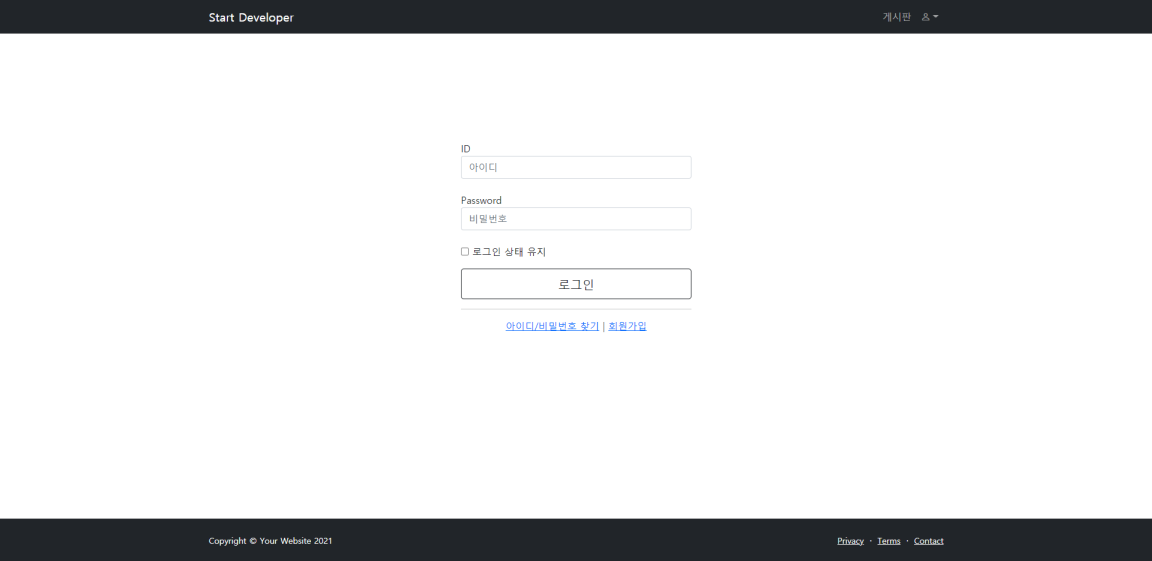 Start Developer 게시판
ID
아이디
Password
비밀번호
로그인 상태 유지
로그인
아이디/비밀번호 찾기 | 회원가입
Copyright © Your Website 2021 Privacy · Terms · Contact